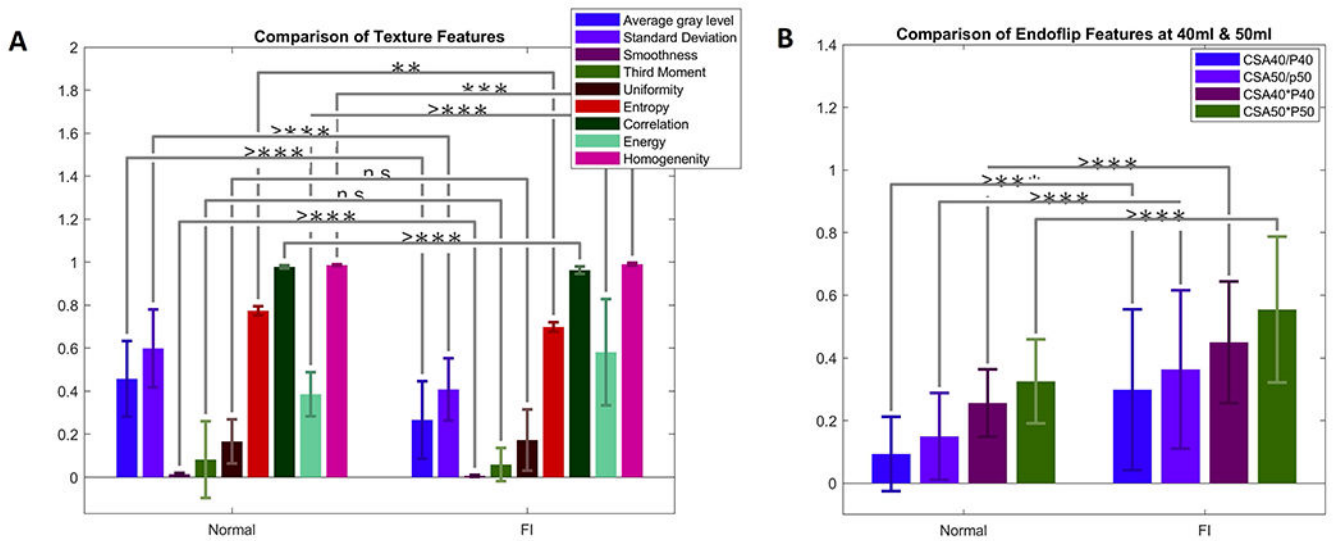 A
Comparison of Texture Features
Average gray level
Standard Deviation
Smoothness
Third Moment
Uniformity
Entropy
Correlation
Energy
Homogenenity
2
1.8
1.6
1.4
1.2
1
0.8
0.6
0.4
0.2
0
**
***
>***
>***
>***
n.s
n.s
>***
>***
Normal
FI
B
Comparison of Endoflip Features at 40ml & 50ml
CSA40/P40
CSA50/p50
CSA40*P40
CSA50*P50
1.4
1.2
1
0.8
0.6
0.4
0.2
0
>***
>***
>***
Normal
FI